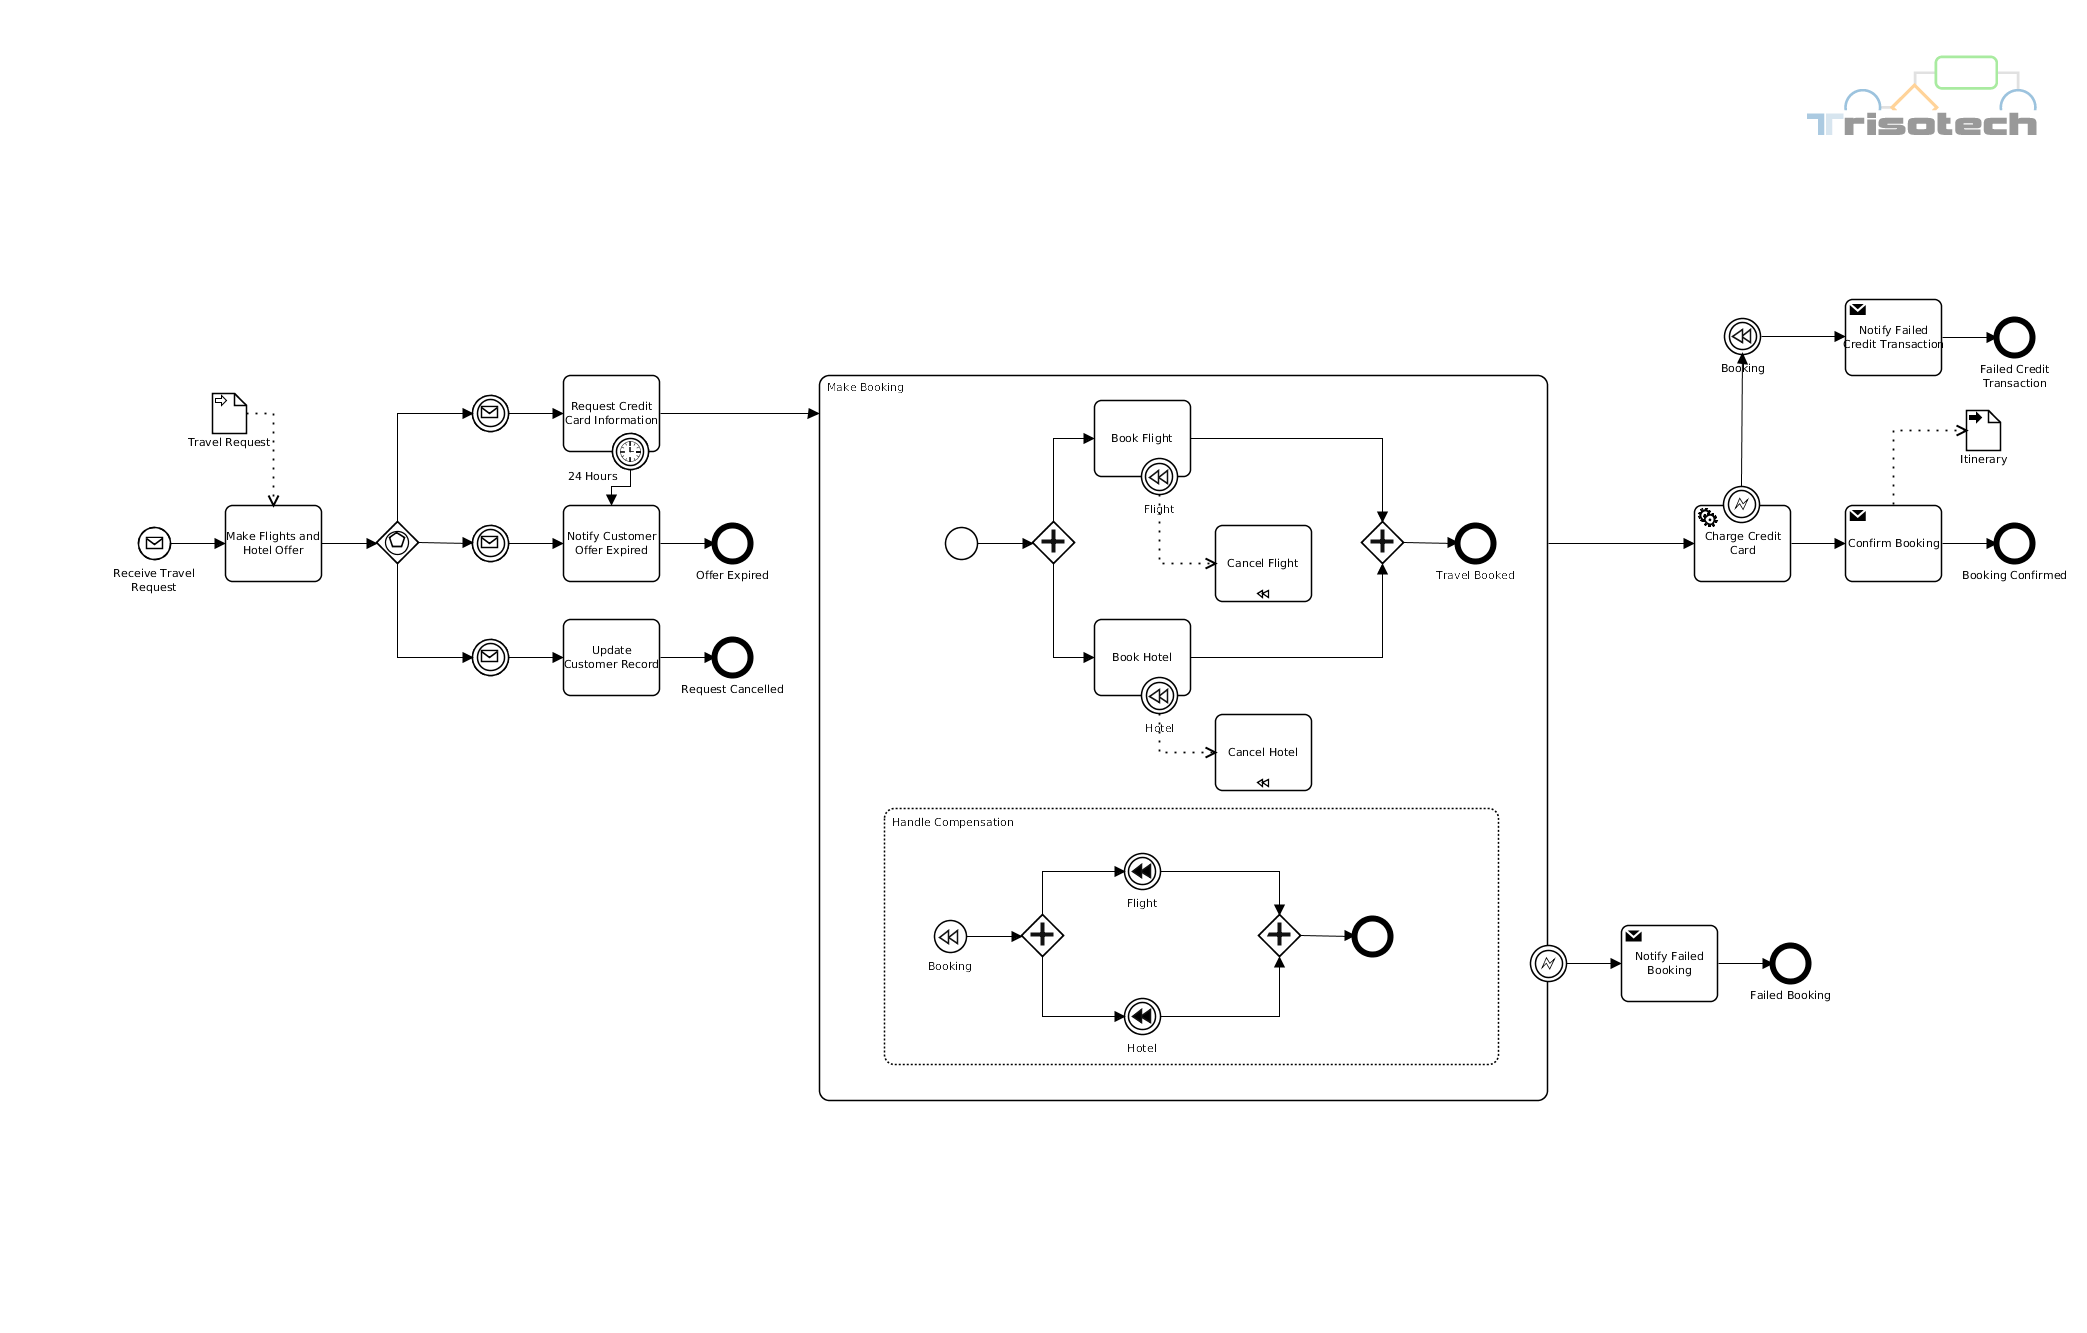 Trisotech
Notify Failed
Credit Transaction
Booking
Failed Credit
Transaction
Make Booking
Request Credit
Card Information
Travel Request
24 Hours
Book Flight
Flight
Itinerary
Make Flights and
Hotel Offer
Receive Travel
Request
Notify Customer
Offer Expired
Offer Expired
Cancel Flight
Travel Booked
Charge Credit
Card
Confirm Booking
Booking Confirmed
Update
Customer Record
Request Cancelled
Book Hotel
Hotel
Cancel Hotel
Handle Compensation
Flight
Booking
Hotel
Notify Failed
Booking
Failed Booking